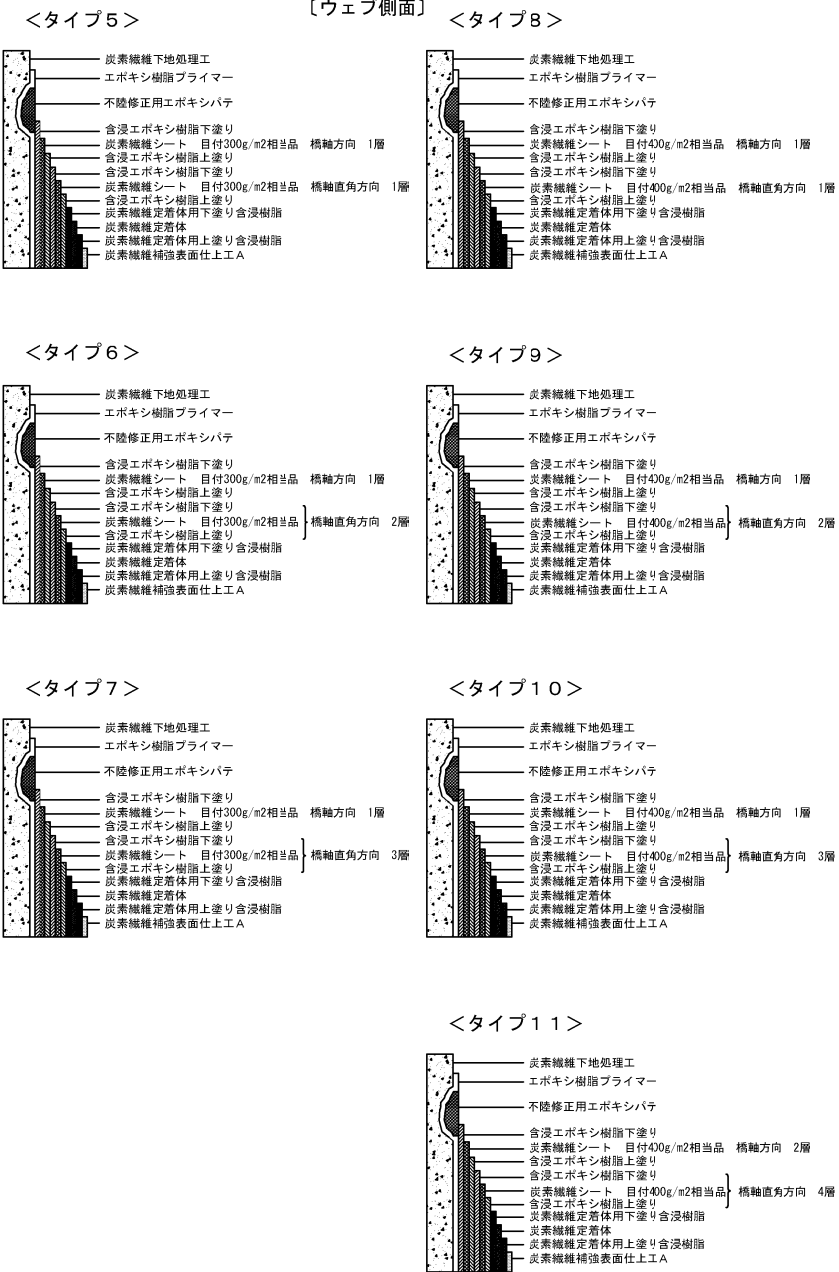 〔ウェブ側面〕
＜タイプ５＞
炭素繊維下地処理工
エポキシ樹脂プライマー
不陸修正用エポキシパテ
含浸エポキシ樹脂下塗り
炭素繊維シート　目付300g/m2相当品　橋軸方向　1層
含浸エポキシ樹脂上塗り
含浸エポキシ樹脂下塗り
炭素繊維シート　目付300g/m2相当品　橋軸直角方向　1層
含浸エポキシ樹脂上塗り
炭素繊維定着体用下塗り含浸樹脂
炭素繊維定着体
炭素繊維定着体用上塗り含浸樹脂
炭素繊維補強表面仕上工Ａ
＜タイプ８＞
炭素繊維下地処理工
エポキシ樹脂プライマー
不陸修正用エポキシパテ
含浸エポキシ樹脂下塗り
炭素繊維シート　目付400g/m2相当品　橋軸方向　1層
含浸エポキシ樹脂上塗り
含浸エポキシ樹脂下塗り
炭素繊維シート　目付400g/m2相当品　橋軸直角方向　1層
含浸エポキシ樹脂上塗り
炭素繊維定着体用下塗り含浸樹脂
炭素繊維定着体
炭素繊維定着体用上塗り含浸樹脂
炭素繊維補強表面仕上工Ａ
＜タイプ６＞
炭素繊維下地処理工
エポキシ樹脂プライマー
不陸修正用エポキシパテ
含浸エポキシ樹脂下塗り
炭素繊維シート　目付300g/m2相当品　橋軸方向　1層
含浸エポキシ樹脂上塗り
含浸エポキシ樹脂下塗り
炭素繊維シート　目付300g/m2相当品　橋軸直角方向　2層
含浸エポキシ樹脂上塗り
炭素繊維定着体用下塗り含浸樹脂
炭素繊維定着体
炭素繊維定着体用上塗り含浸樹脂
炭素繊維補強表面仕上工Ａ
＜タイプ９＞
炭素繊維下地処理工
エポキシ樹脂プライマー
不陸修正用エポキシパテ
含浸エポキシ樹脂下塗り
炭素繊維シート　目付400g/m2相当品　橋軸方向　1層
含浸エポキシ樹脂上塗り
含浸エポキシ樹脂下塗り
炭素繊維シート　目付400g/m2相当品　橋軸直角方向　2層
含浸エポキシ樹脂上塗り
炭素繊維定着体用下塗り含浸樹脂
炭素繊維定着体
炭素繊維定着体用上塗り含浸樹脂
炭素繊維補強表面仕上工Ａ
＜タイプ７＞
炭素繊維下地処理工
エポキシ樹脂プライマー
不陸修正用エポキシパテ
含浸エポキシ樹脂下塗り
炭素繊維シート　目付300g/m2相当品　橋軸方向　1層
含浸エポキシ樹脂上塗り
含浸エポキシ樹脂下塗り
炭素繊維シート　目付300g/m2相当品　橋軸直角方向　3層
含浸エポキシ樹脂上塗り
炭素繊維定着体用下塗り含浸樹脂
炭素繊維定着体
炭素繊維定着体用上塗り含浸樹脂
炭素繊維補強表面仕上工Ａ
＜タイプ１０＞
炭素繊維下地処理工
エポキシ樹脂プライマー
不陸修正用エポキシパテ
含浸エポキシ樹脂下塗り
炭素繊維シート　目付400g/m2相当品　橋軸方向　1層
含浸エポキシ樹脂上塗り
含浸エポキシ樹脂下塗り
炭素繊維シート　目付400g/m2相当品　橋軸直角方向　3層
含浸エポキシ樹脂上塗り
炭素繊維定着体用下塗り含浸樹脂
炭素繊維定着体
炭素繊維定着体用上塗り含浸樹脂
炭素繊維補強表面仕上工Ａ
＜タイプ１１＞
炭素繊維下地処理工
エポキシ樹脂プライマー
不陸修正用エポキシパテ
含浸エポキシ樹脂下塗り
炭素繊維シート　目付400g/m2相当品　橋軸方向　2層
含浸エポキシ樹脂上塗り
含浸エポキシ樹脂下塗り
炭素繊維シート　目付400g/m2相当品　橋軸直角方向　4層
含浸エポキシ樹脂上塗り
炭素繊維定着体用下塗り含浸樹脂
炭素繊維定着体
炭素繊維定着体用上塗り含浸樹脂
炭素繊維補強表面仕上工Ａ